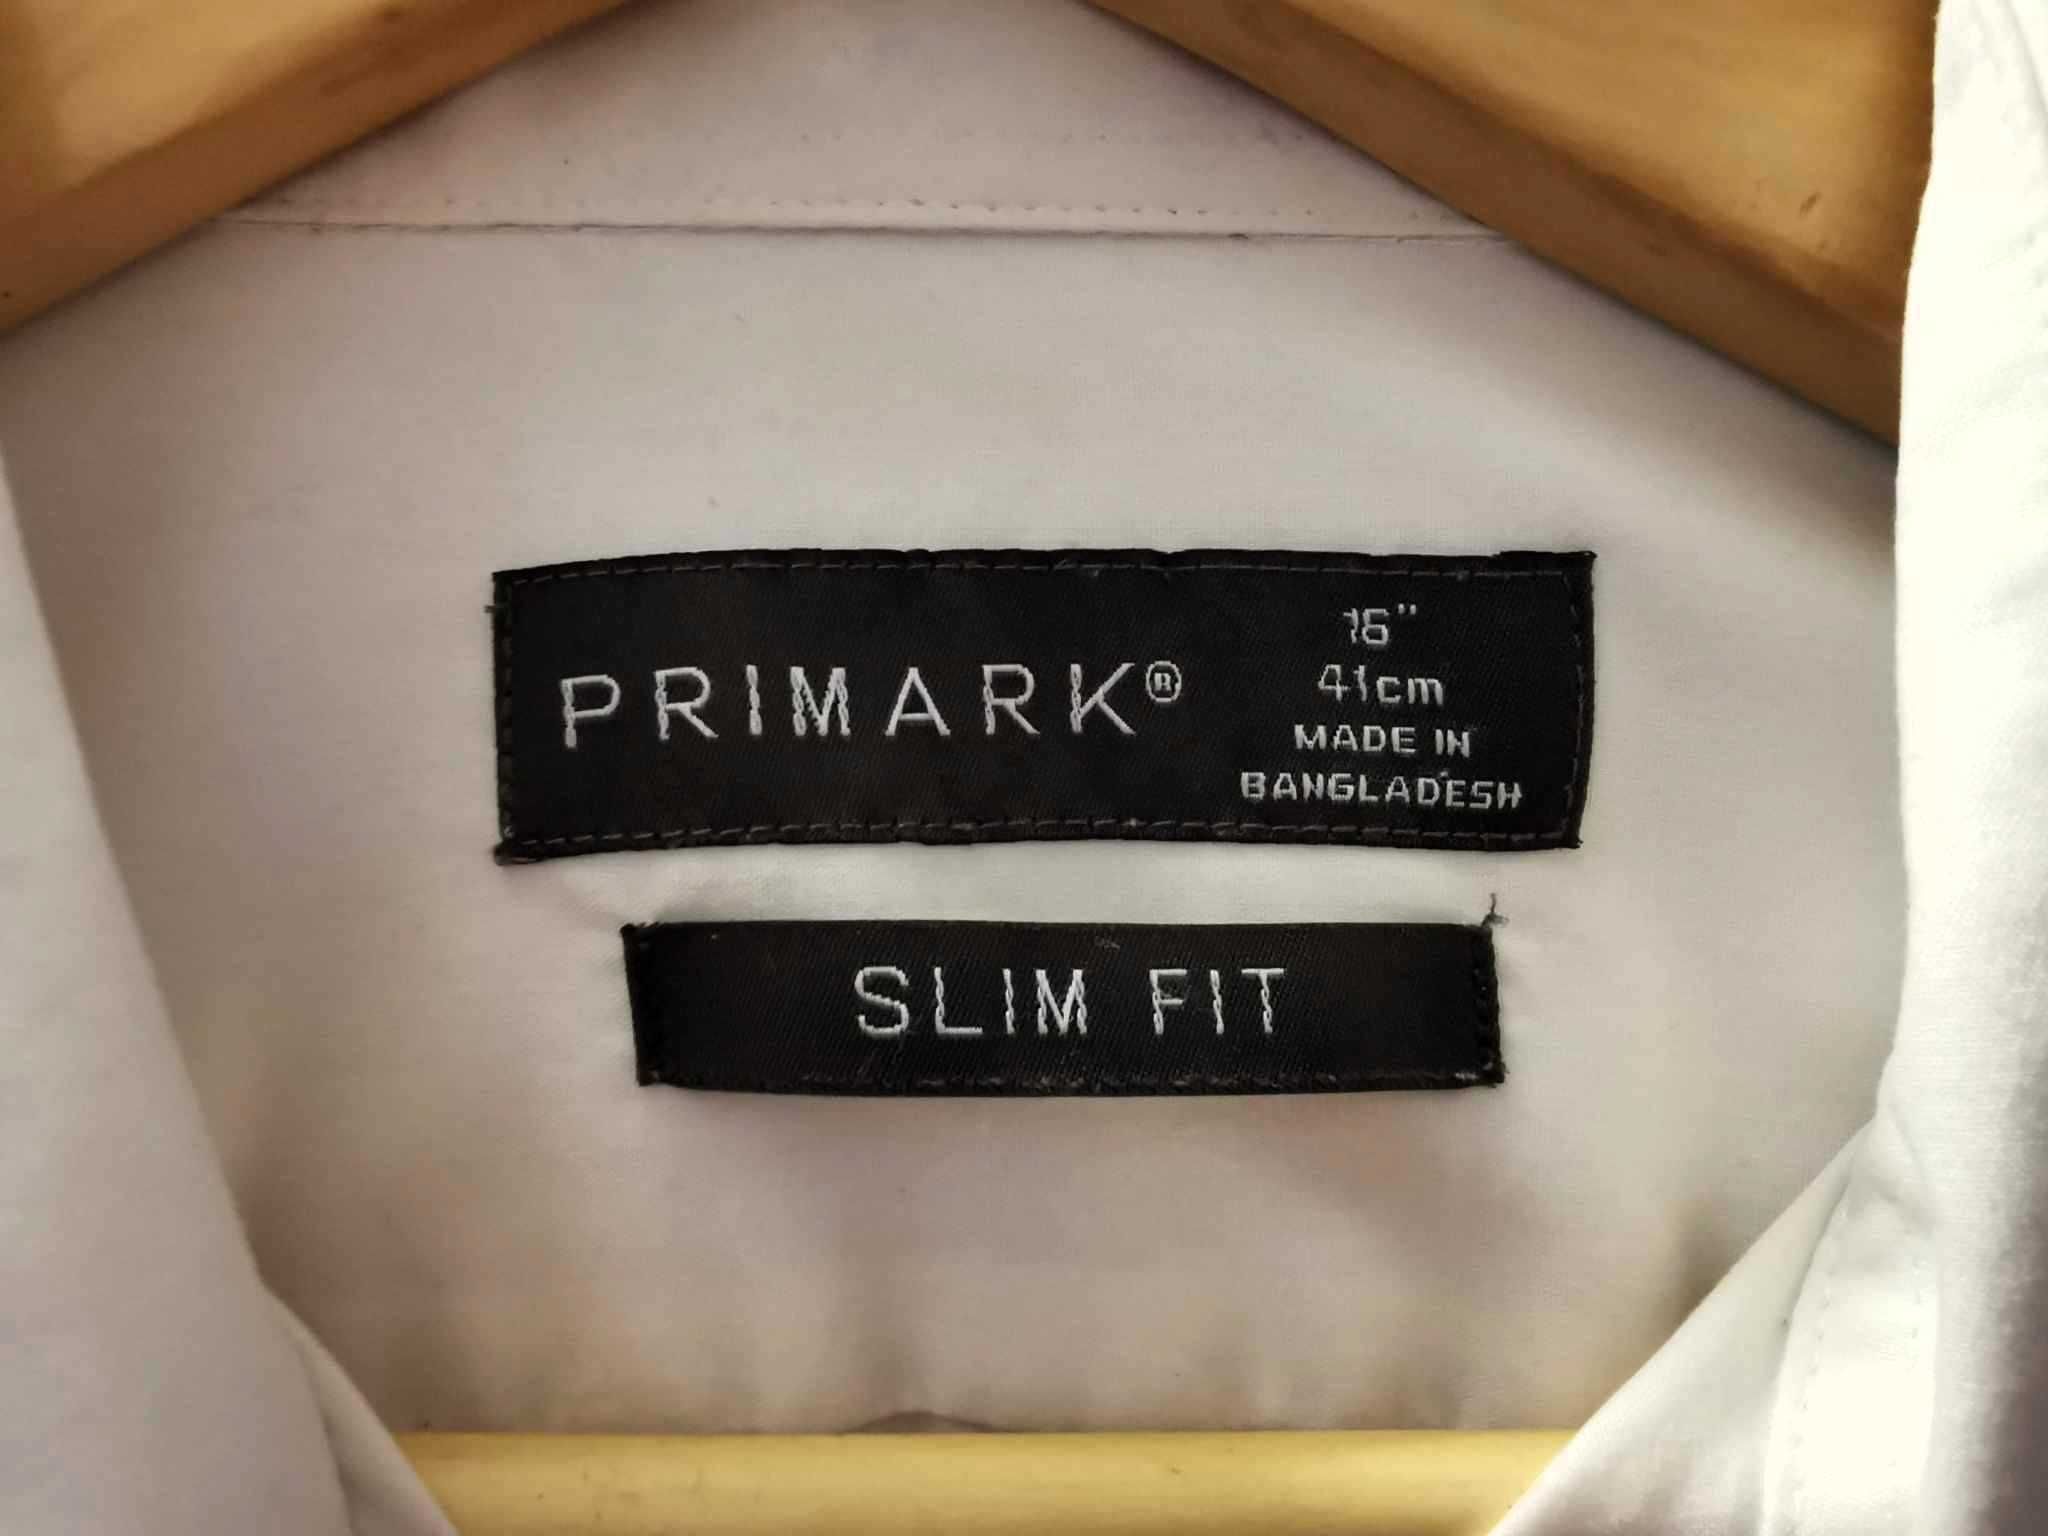 PRIMARK®
16"
41cm
MADE IN
BANGLADESH
SLIM FIT